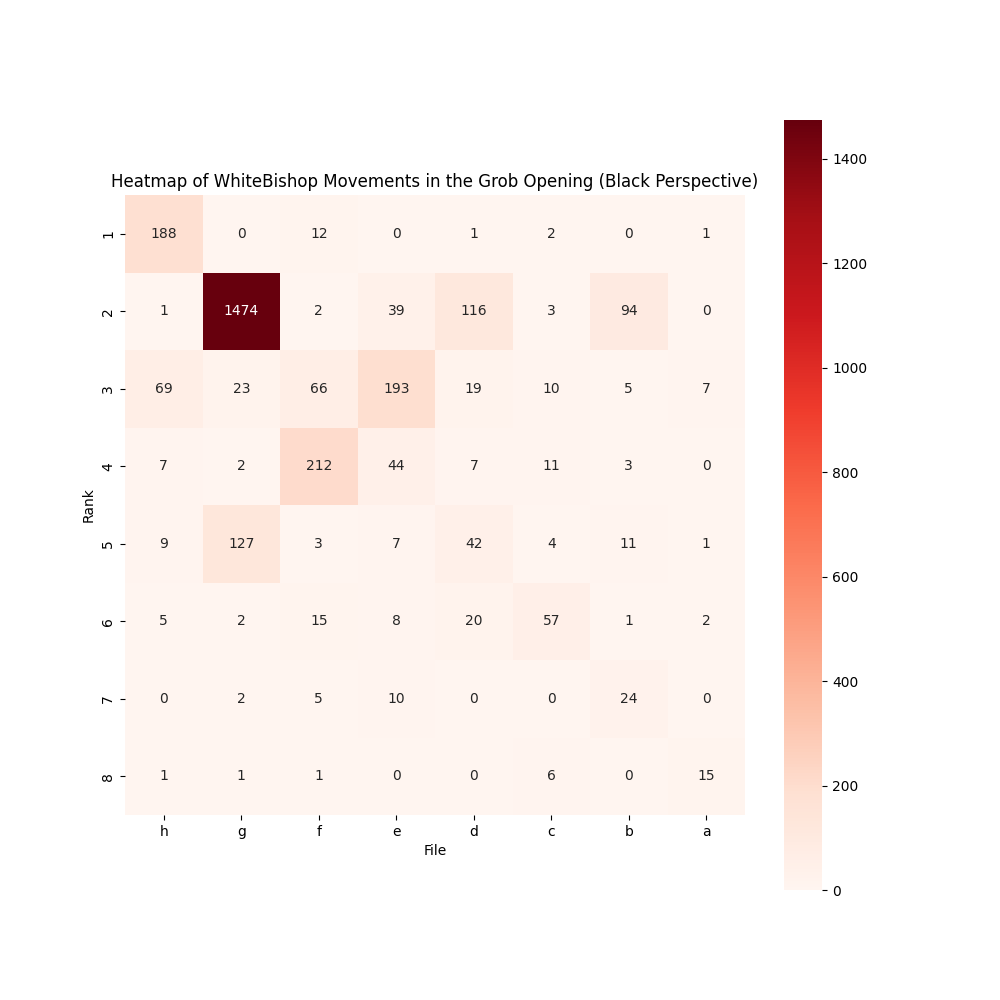 Heatmap of WhiteBishop Movements in the Grob Opening (Black Perspective)
1400
1 188 0 12 0 1 2 0 1
1200
2 1 1474 2 39 116 3 94 0
1000
3 69 23 66 193 19 10 5 7
800
4 7 2 212 44 7 11 3 0
Rank
5 9 127 3 7 42 4 11 1
600
6 5 2 15 8 20 57 1 2
400
7 0 2 5 10 0 0 24 0
200
8 1 1 1 0 0 6 0 15
h g f e d c b a
File
0